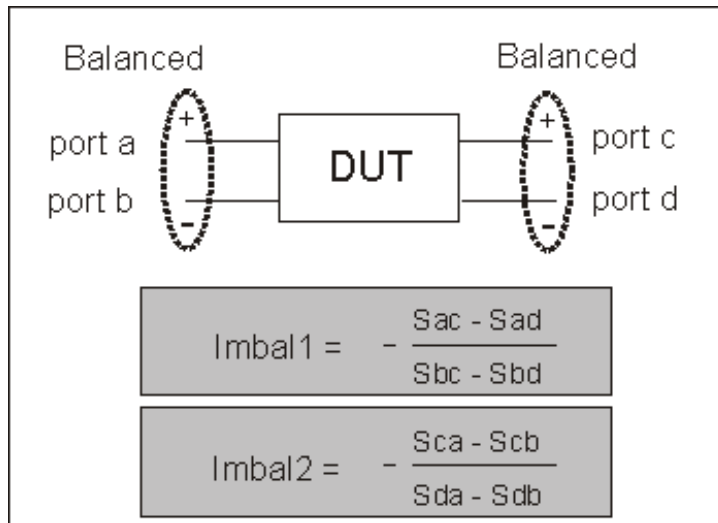 Balanced Balanced
+ +
port a port c
DUT
port b port d
- -
Imbal1 = - Sac - Sad
Sbc - Sbd
Imbal2 = - Sca - Scb
Sda - Sdb